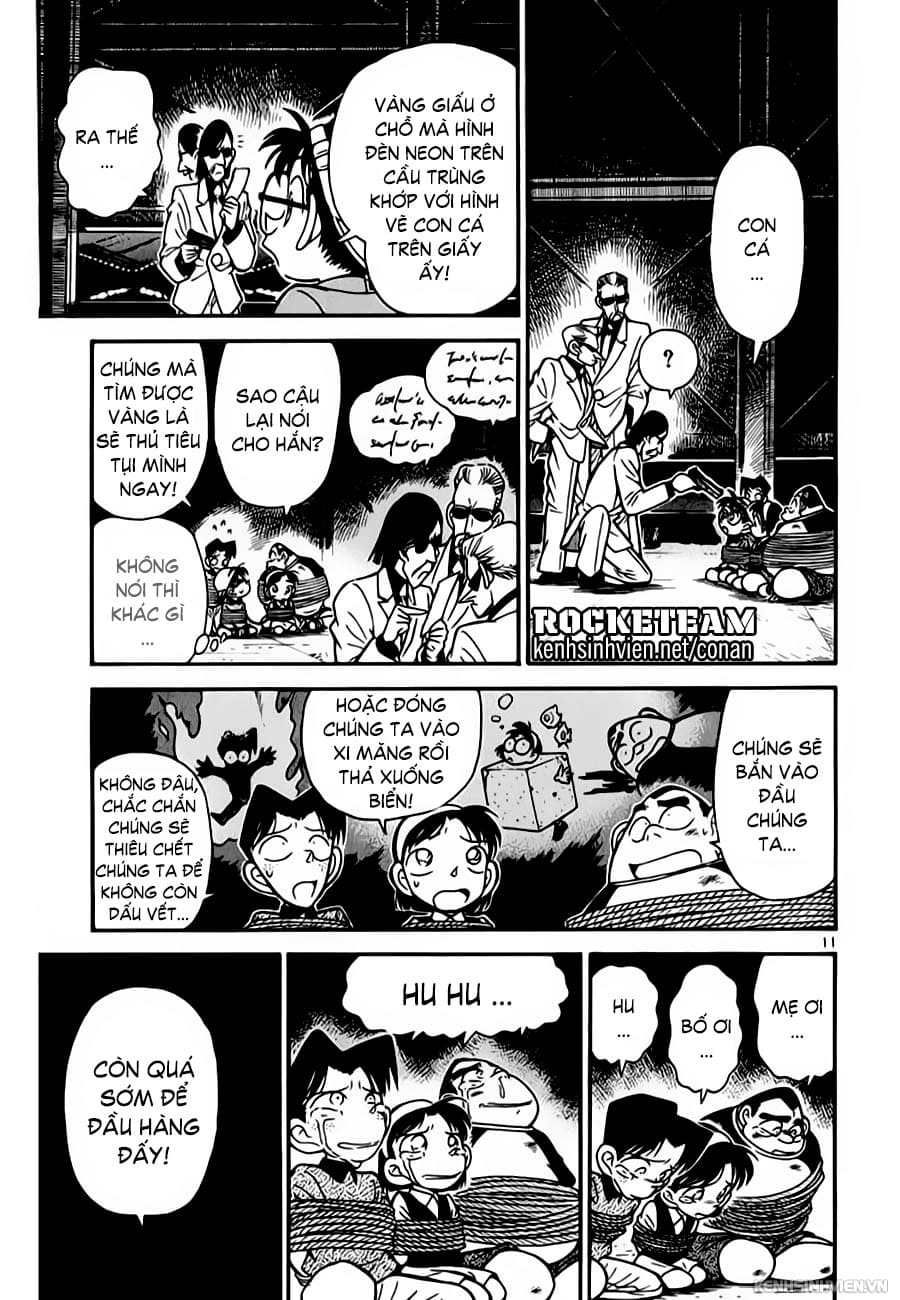 CON
CÁ
...
?
VÀNG GIẤU Ở
CHỖ MÀ HÌNH
ĐÈN NEON TRÊN
CẦU TRÙNG
KHỚP VỚI HÌNH
VẼ CON CÁ
TRÊN GIẤY
ẤY!
RA THẾ
...
ROCKETEAM
kenhsinhvien.net/conan
SAO CẬU
LẠI NÓI
CHO HẮN?
CHÚNG MÀ
TÌM ĐƯỢC
VÀNG LÀ
SẼ THỦ TIÊU
TỤI MÌNH
NGAY!
KHÔNG
NÓI THÌ
KHÁC GÌ
...
CHÚNG SẼ
BẮN VÀO
ĐẦU CHÚNG
TA...
HOẶC ĐÓNG
CHÚNG TA VÀO
XI MĂNG RỒI
THẢ XUỐNG
BIỂN!
KHÔNG ĐÂU,
CHẮC CHẮN
CHÚNG SẼ
THIÊU CHẾT
CHÚNG TA ĐỂ
KHÔNG CÒN
DẤU VẾT...
11
MẸ ƠI
...
BỐ ƠI
...
HU
...
HU HU ...
CÒN QUÁ
SỚM ĐỂ
ĐẦU HÀNG
ĐẤY!
KENHSINHVIEN.VN